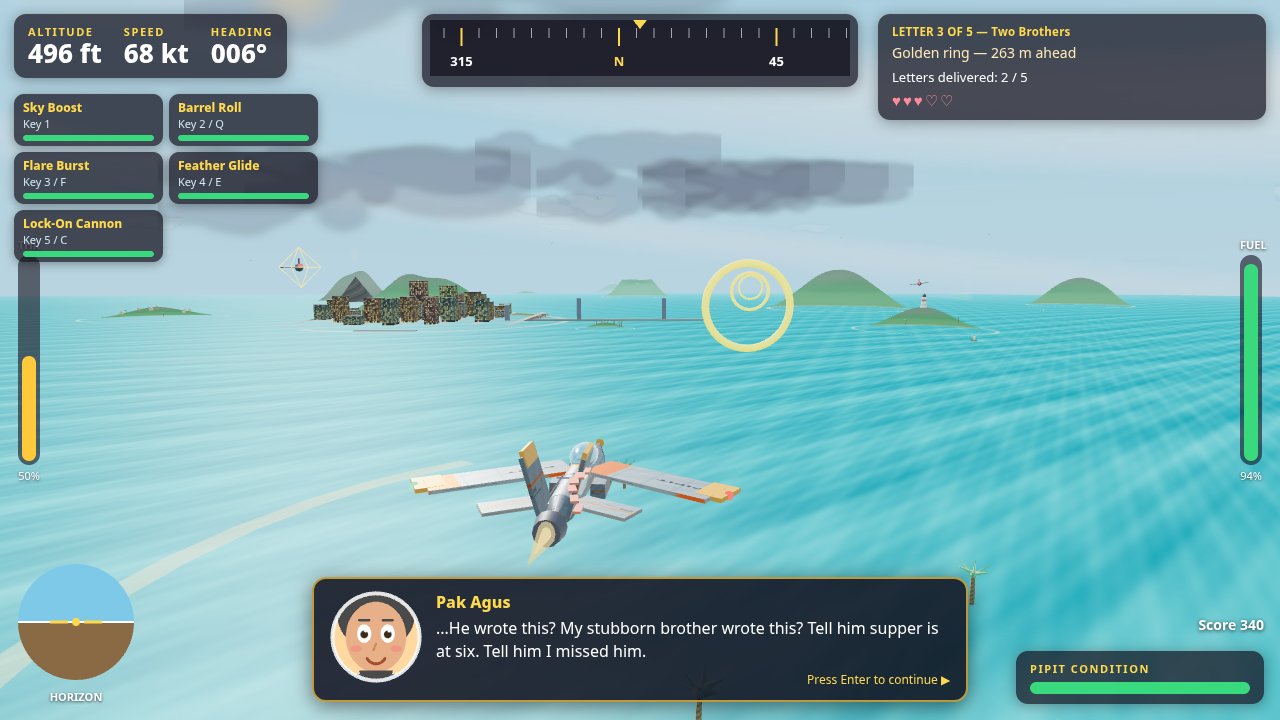 ALTITUDE SPEED HEADING
496 ft 68 kt 006°
315 N 45
LETTER 3 OF 5 — Two Brothers
Golden ring — 263 m ahead
Letters delivered: 2 / 5
♥♥♥♡♡
Sky Boost
Key 1
Barrel Roll
Key 2 / Q
Flare Burst
Key 3 / F
Feather Glide
Key 4 / E
Lock-On Cannon
Key 5 / C
FUEL
50%
94%
Pak Agus
...He wrote this? My stubborn brother wrote this? Tell him supper is
at six. Tell him I missed him.
Press Enter to continue ▶
Score 340
PIPIT CONDITION
HORIZON